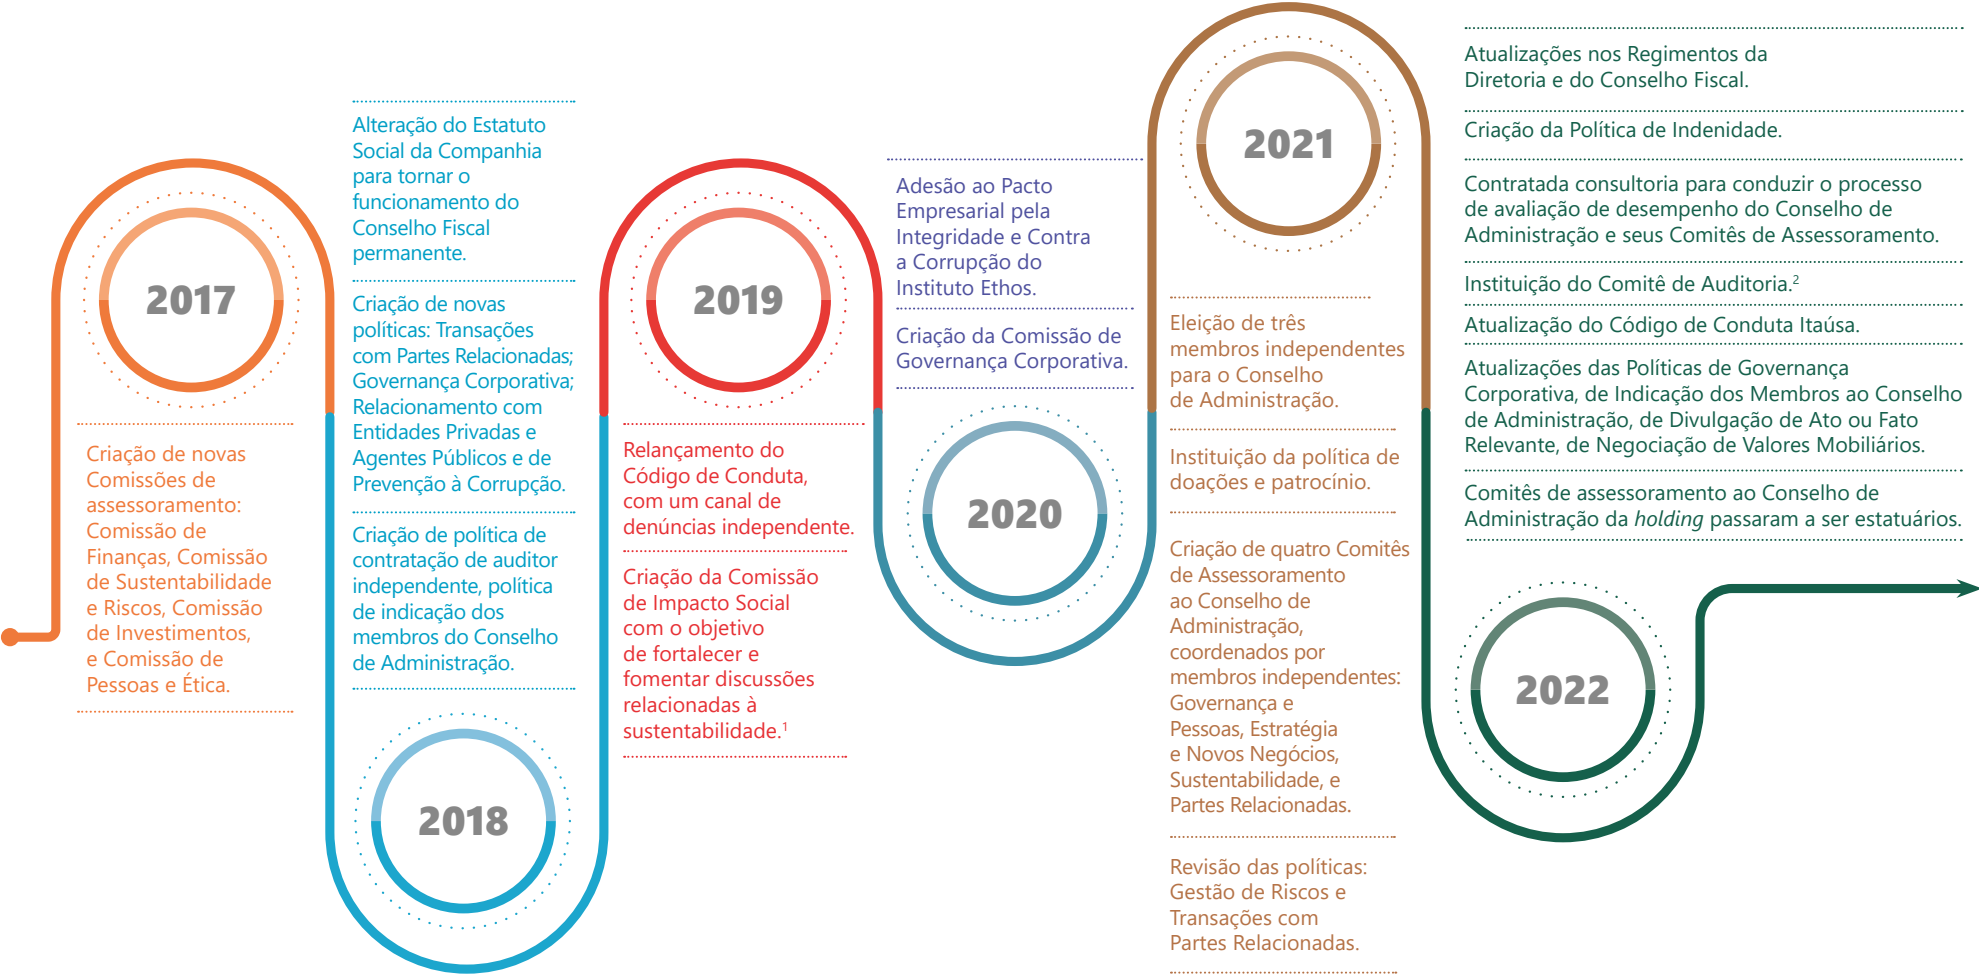 2017
Criação de novas
Comissões de
assessoramento:
Comissão de
Finanças, Comissão
de Sustentabilidade
e Riscos, Comissão
de Investimentos,
e Comissão de
Pessoas e Ética.
Alteração do Estatuto
Social da Companhia
para tornar o
funcionamento do
Conselho Fiscal
permanente.
Criação de novas
políticas: Transações
com Partes Relacionadas;
Governança Corporativa;
Relacionamento com
Entidades Privadas e
Agentes Públicos e de
Prevenção à Corrupção.
Criação de política de
contratação de auditor
independente, política
de indicação dos
membros do Conselho
de Administração.
2018
2019
Relançamento do
Código de Conduta,
com um canal de
denúncias independente.
Criação da Comissão
de Impacto Social
com o objetivo
de fortalecer e
fomentar discussões
relacionadas à
sustentabilidade.¹
Adesão ao Pacto
Empresarial pela
Integridade e Contra
a Corrupção do
Instituto Ethos.
Criação da Comissão de
Governança Corporativa.
2020
2021
Eleição de três
membros independentes
para o Conselho
de Administração.
Instituição da política de
doações e patrocínio.
Criação de quatro Comitês
de Assessoramento
ao Conselho de
Administração,
coordenados por
membros independentes:
Governança e
Pessoas, Estratégia
e Novos Negócios,
Sustentabilidade, e
Partes Relacionadas.
Revisão das políticas:
Gestão de Riscos e
Transações com
Partes Relacionadas.
Atualizações nos Regimentos da
Diretoria e do Conselho Fiscal.
Criação da Política de Indenidade.
Contratada consultoria para conduzir o processo
de avaliação de desempenho do Conselho de
Administração e seus Comitês de Assessoramento.
Instituição do Comitê de Auditoria.²
Atualização do Código de Conduta Itaúsa.
Atualizações das Políticas de Governança
Corporativa, de Indicação dos Membros ao Conselho
de Administração, de Divulgação de Ato ou Fato
Relevante, de Negociação de Valores Mobiliários.
Comitês de assessoramento ao Conselho de
Administração da holding passaram a ser estatuários.
2022